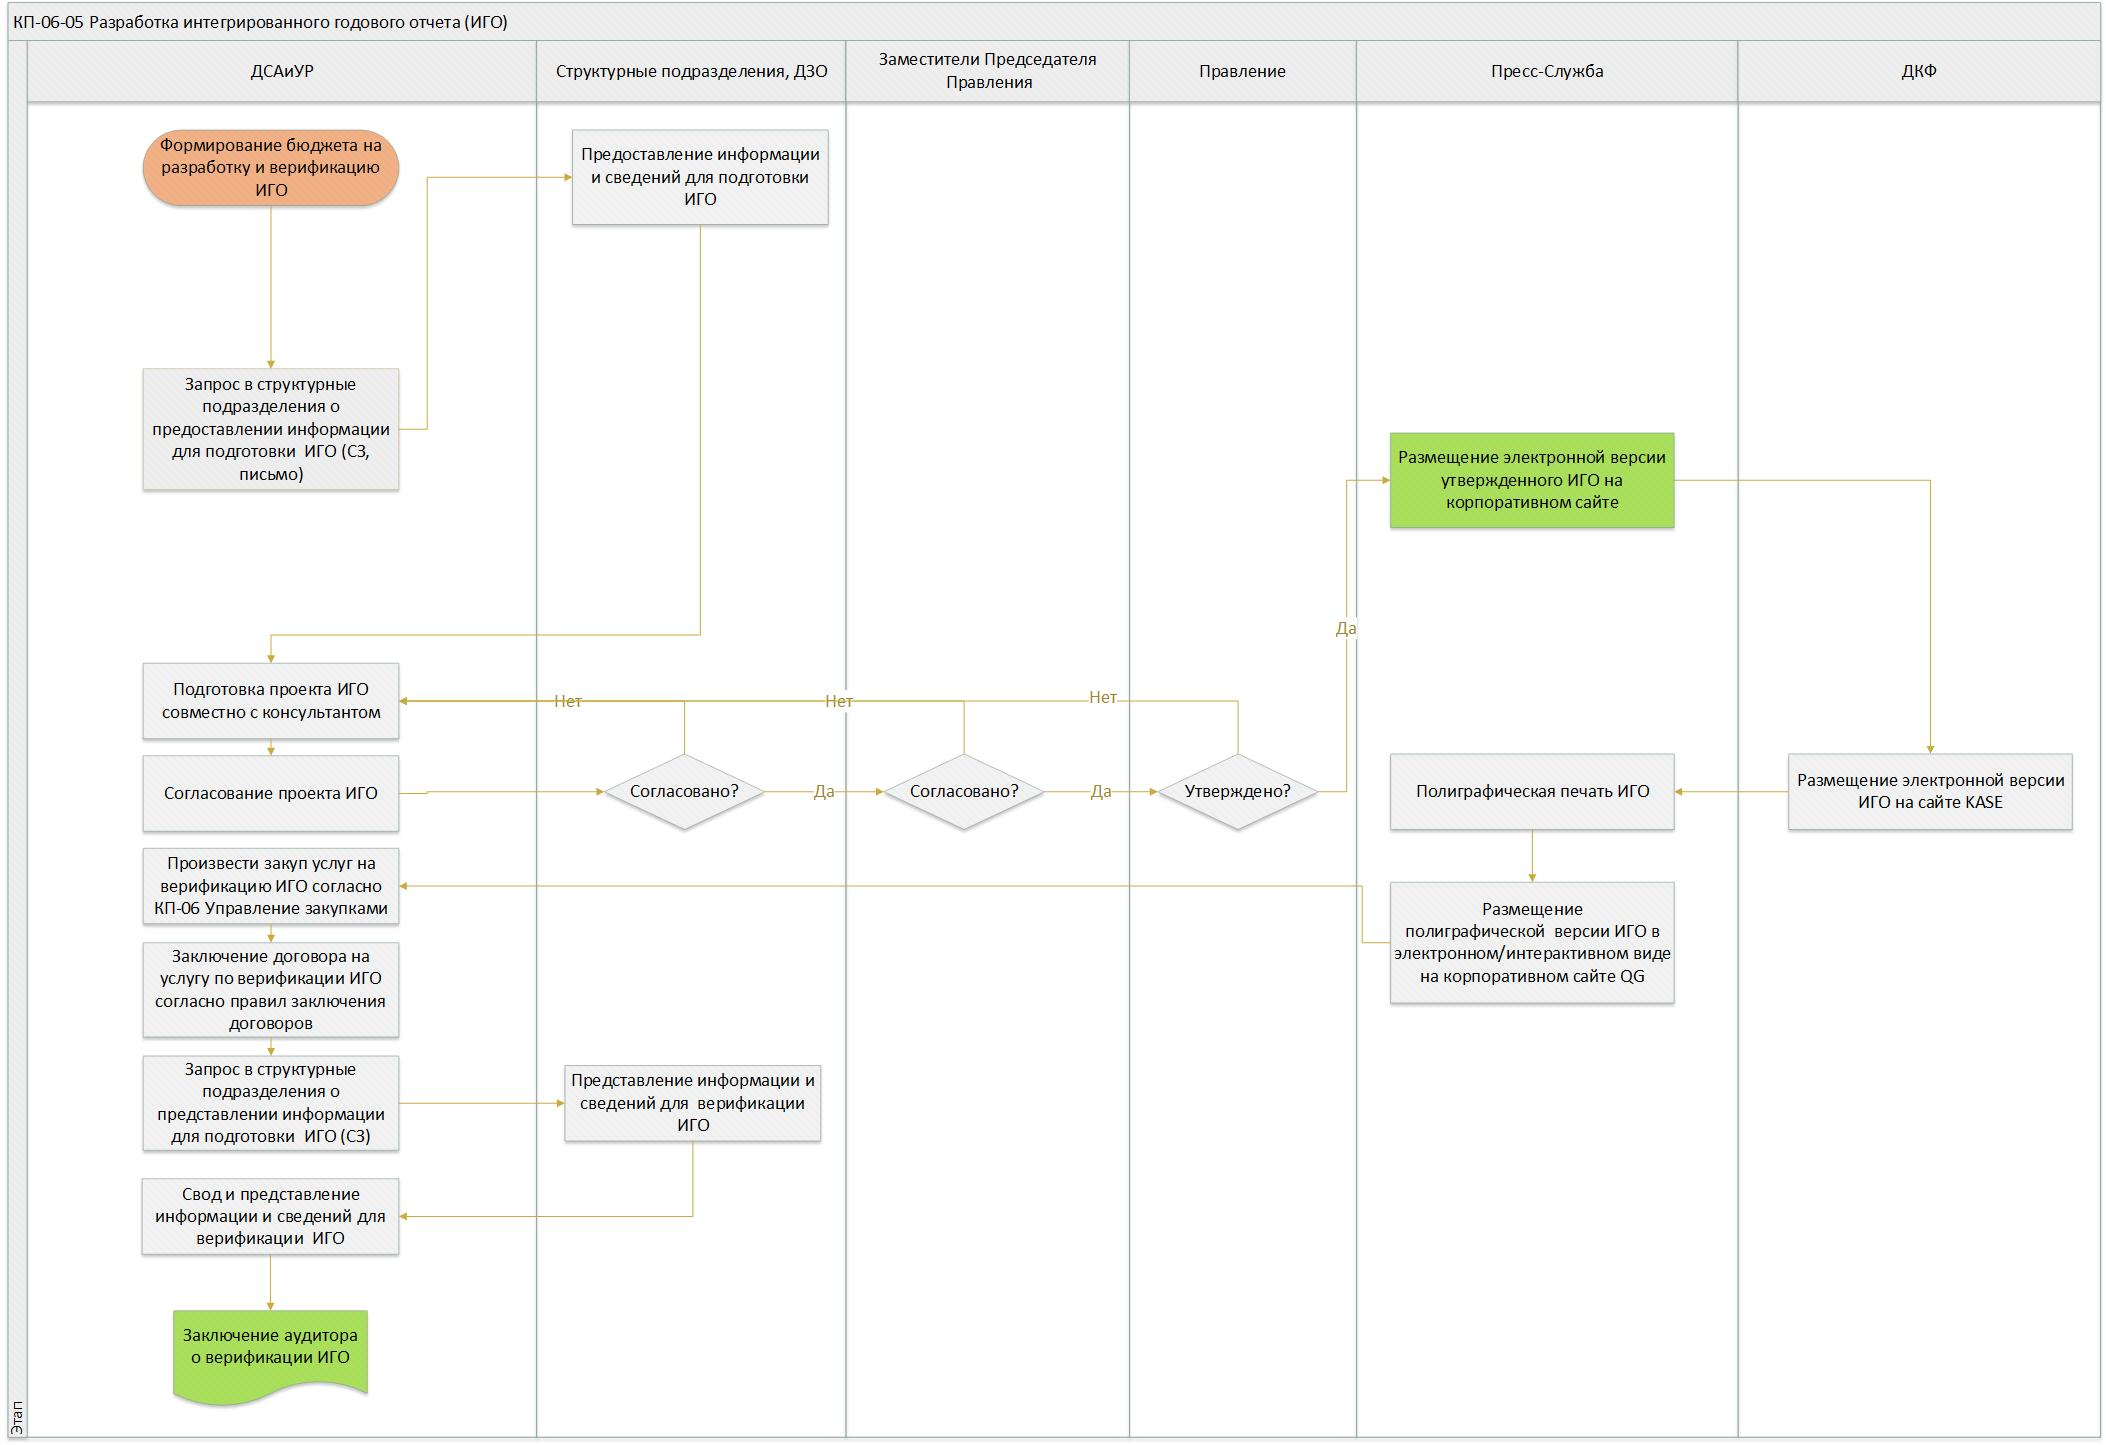 КП-06-05 Разработка интегрированного годового отчета (ИГО)
ДСАиУР
Структурные подразделения, ДЗО
Заместители Председателя
Правления
Правление
Пресс-Служба
ДКФ
Формирование бюджета на
разработку и верификацию
ИГО
Предоставление информации
и сведений для подготовки
ИГО
Запрос в структурные
подразделения о
предоставлении информации
для подготовки ИГО (СЗ,
письмо)
Размещение электронной версии
утвержденного ИГО на
корпоративном сайте
Да
Подготовка проекта ИГО
совместно с консультантом
Нет
Нет
Нет
Согласование проекта ИГО
Согласовано?
Да
Согласовано?
Да
Утверждено?
Полиграфическая печать ИГО
Размещение электронной версии
ИГО на сайте KASE
Произвести закуп услуг на
верификацию ИГО согласно
КП-06 Управление закупками
Размещение
полиграфической версии ИГО в
электронном/интерактивном виде
на корпоративном сайте QG
Заключение договора на
услугу по верификации ИГО
согласно правил заключения
договоров
Запрос в структурные
подразделения о
представлении информации
для подготовки ИГО (СЗ)
Представление информации и
сведений для верификации
ИГО
Свод и представление
информации и сведений для
верификации ИГО
Заключение аудитора
о верификации ИГО
Этап